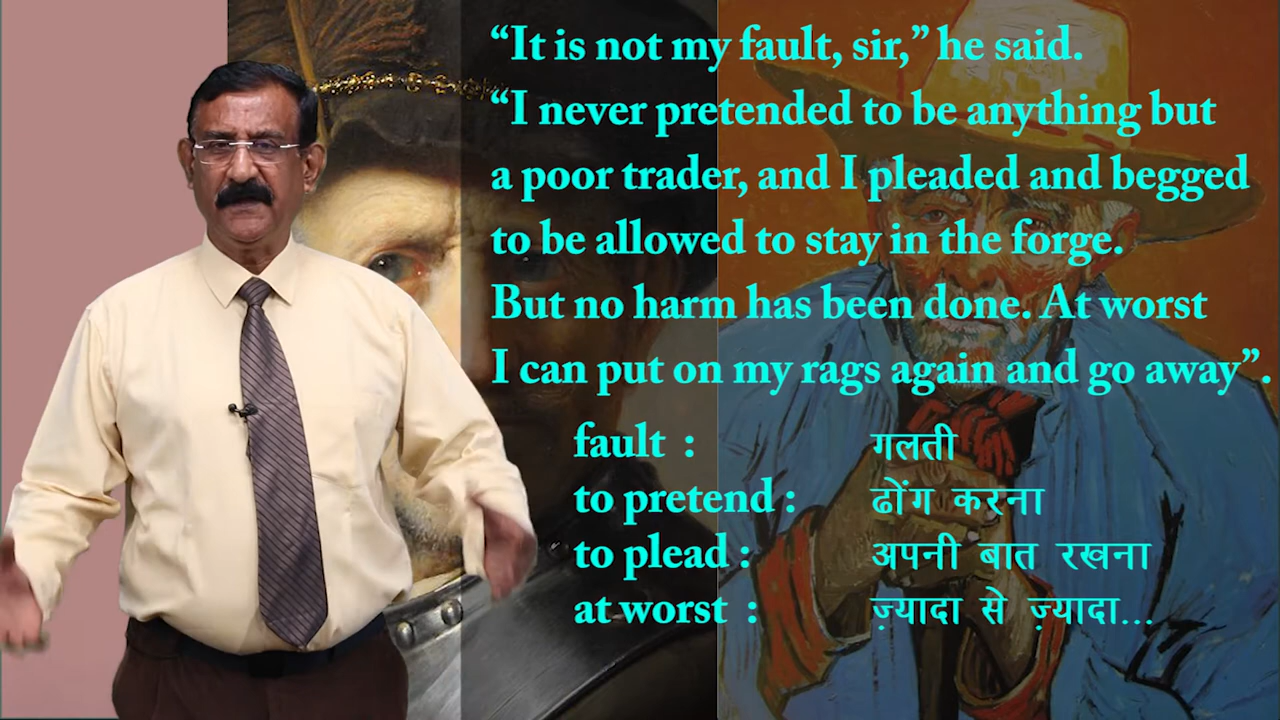 “It is not my fault, sir,” he said.
“I never pretended to be anything but
a poor trader, and I pleaded and begged
to be allowed to stay in the forge.
But no harm has been done. At worst
I can put on my rags again and go away”.
fault : गलती
to pretend : ढोंग करना
to plead : अपनी बात रखना
at worst : ज़्यादा से ज़्यादा...